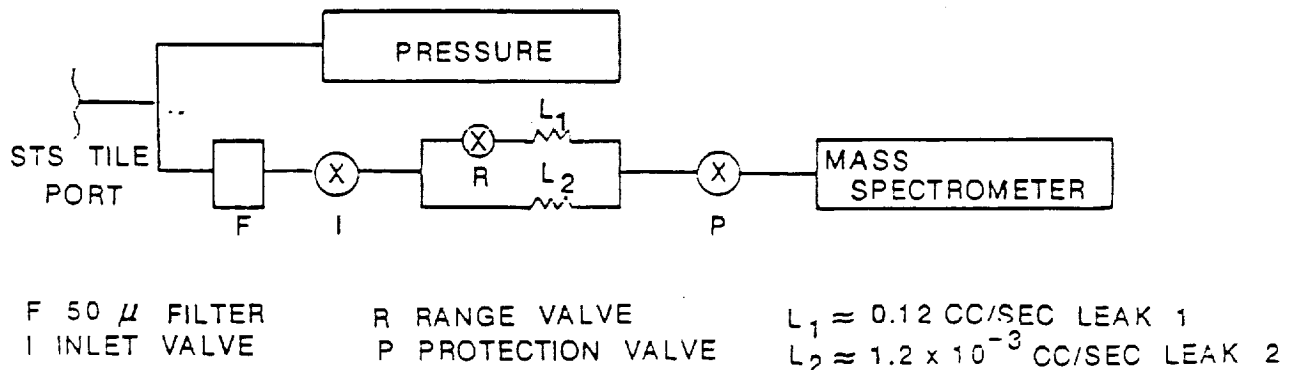 PRESSURE
STS TILE
PORT
F
I
R
L₁
L₂
P
MASS
SPECTROMETER
F 50 μ FILTER
I INLET VALVE
R RANGE VALVE
P PROTECTION VALVE
L₁ ≈ 0.12 CC/SEC LEAK 1
L₂ ≈ 1.2 x 10⁻³ CC/SEC LEAK 2